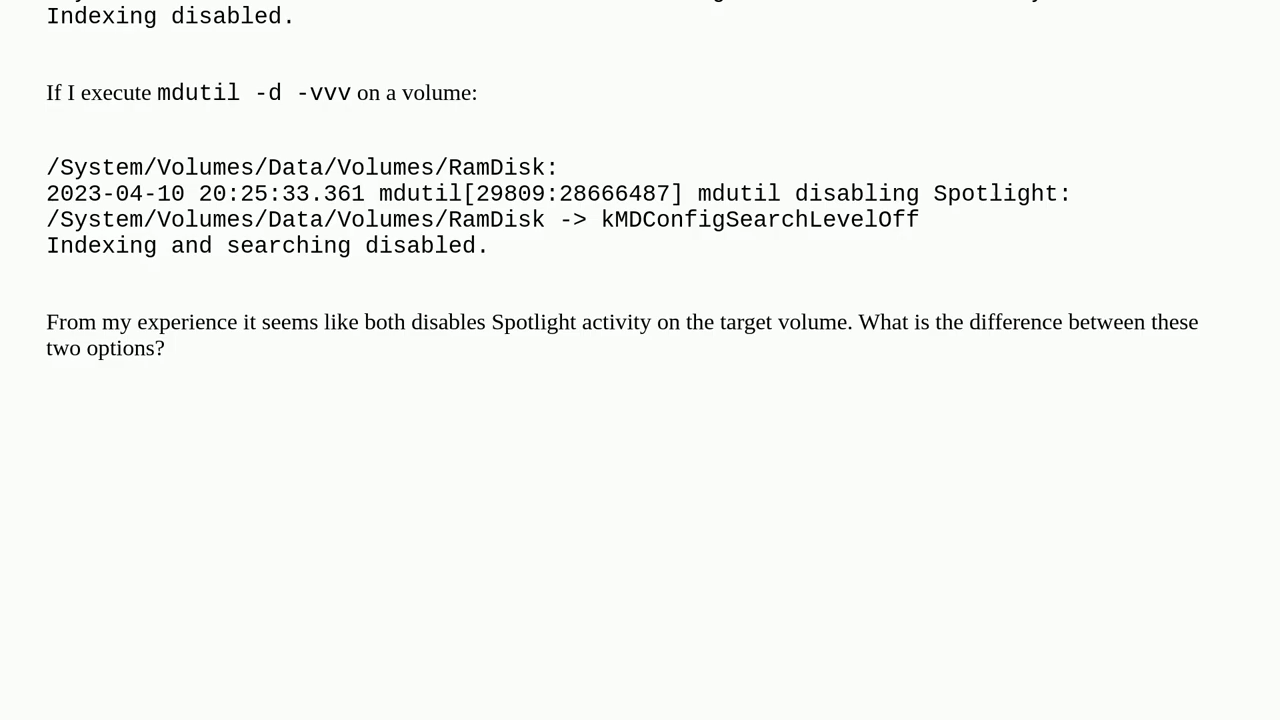 Indexing disabled.
If I execute mdutil -d -vvv on a volume:
/System/Volumes/Data/Volumes/RamDisk:
2023-04-10 20:25:33.361 mdutil[29809:28666487] mdutil disabling Spotlight:
/System/Volumes/Data/Volumes/RamDisk -> kMDConfigSearchLevelOff
Indexing and searching disabled.
From my experience it seems like both disables Spotlight activity on the target volume. What is the difference between these
two options?